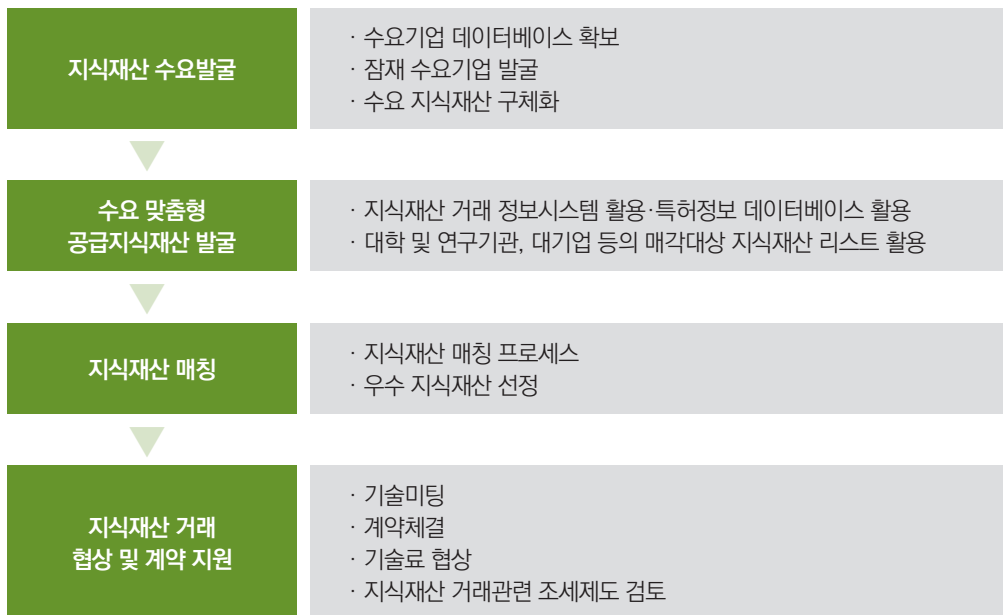 지식재산 수요발굴
· 수요기업 데이터베이스 확보
· 잠재 수요기업 발굴
· 수요 지식재산 구체화
수요 맞춤형
공급지식재산 발굴
· 지식재산 거래 정보시스템 활용·특허정보 데이터베이스 활용
· 대학 및 연구기관, 대기업 등의 매각대상 지식재산 리스트 활용
지식재산 매칭
· 지식재산 매칭 프로세스
· 우수 지식재산 선정
지식재산 거래
협상 및 계약 지원
· 기술미팅
· 계약체결
· 기술료 협상
· 지식재산 거래관련 조세제도 검토